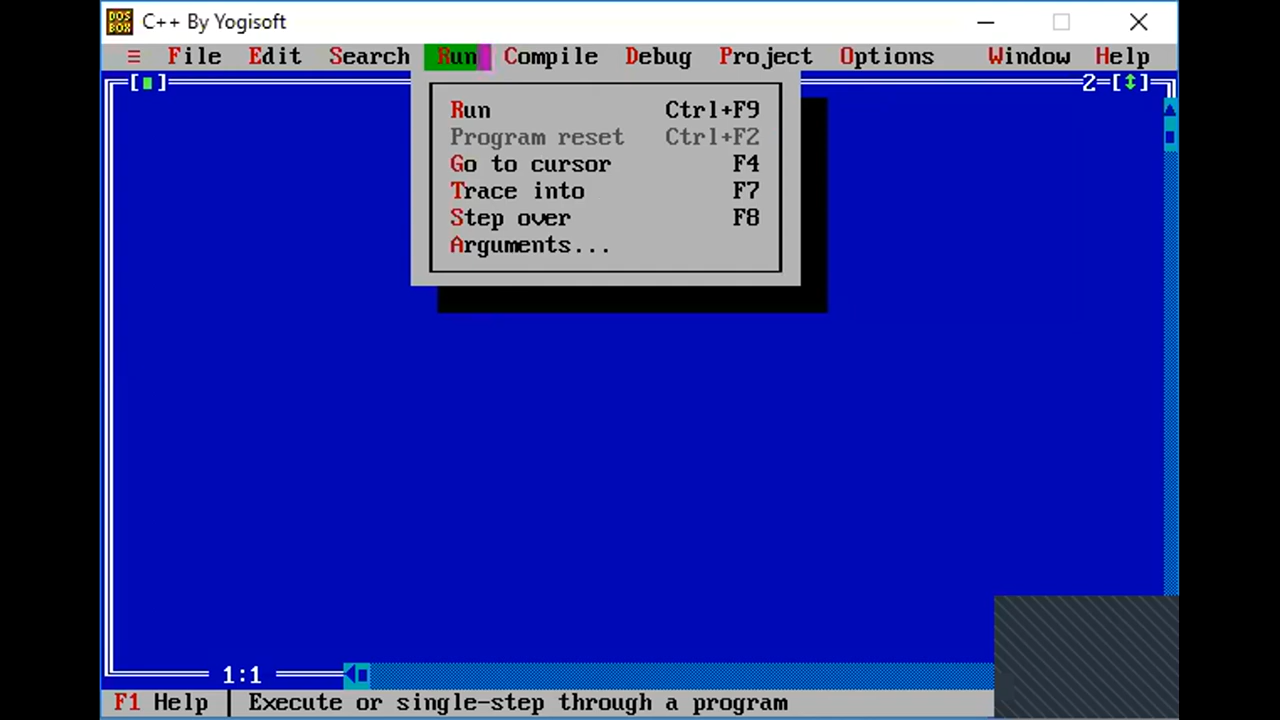 DOS BOX C++ By Yogisoft
≡ File Edit Search Run Compile Debug Project Options Window Help
2
Run Ctrl+F9
Program reset Ctrl+F2
Go to cursor F4
Trace into F7
Step over F8
Arguments...
1:1
F1 Help | Execute or single-step through a program